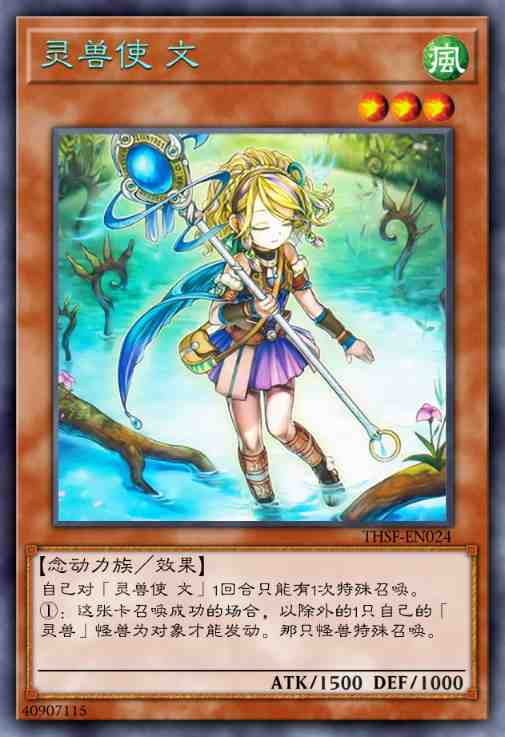 灵兽使 文
風
THSF-EN024
【念动力族／效果】
自己对「灵兽使 文」1回合只能有1次特殊召唤。
①：这张卡召唤成功的场合，以除外的1只自己的「
灵兽」怪兽为对象才能发动。那只怪兽特殊召唤。
ATK/1500 DEF/1000
40907115